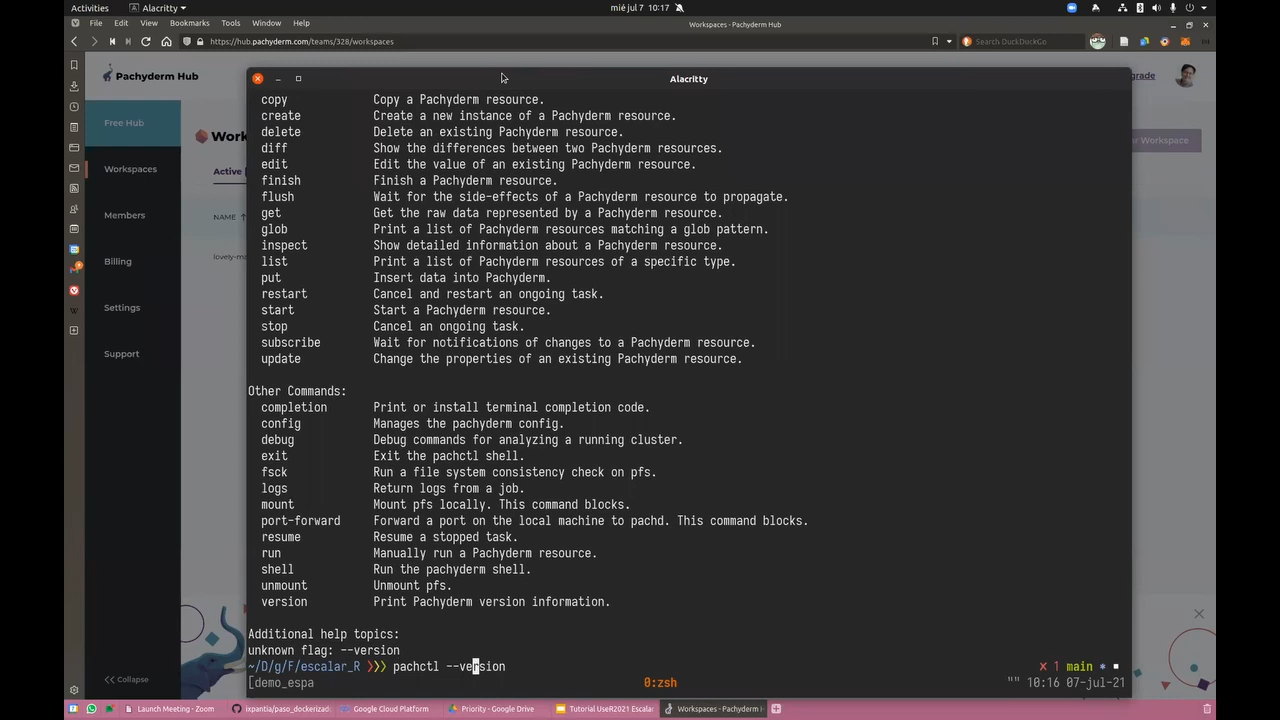 Activities
Alacritty
mié jul 7 10:17
File Edit View Bookmarks Tools Window Help
Workspaces - Pachyderm Hub
https://hub.pachyderm.com/teams/328/workspaces
Search DuckDuckGo
Pachyderm Hub
Alacritty
grade
Free Hub
Workspaces
Members
Billing
Settings
Support
Collapse
Work
r Workspace
Active
NAME
lovely-m
copy Copy a Pachyderm resource.
create Create a new instance of a Pachyderm resource.
delete Delete an existing Pachyderm resource.
diff Show the differences between two Pachyderm resources.
edit Edit the value of an existing Pachyderm resource.
finish Finish a Pachyderm resource.
flush Wait for the side-effects of a Pachyderm resource to propagate.
get Get the raw data represented by a Pachyderm resource.
glob Print a list of Pachyderm resources matching a glob pattern.
inspect Show detailed information about a Pachyderm resource.
list Print a list of Pachyderm resources of a specific type.
put Insert data into Pachyderm.
restart Cancel and restart an ongoing task.
start Start a Pachyderm resource.
stop Cancel an ongoing task.
subscribe Wait for notifications of changes to a Pachyderm resource.
update Change the properties of an existing Pachyderm resource.
Other Commands:
completion Print or install terminal completion code.
config Manages the pachyderm config.
debug Debug commands for analyzing a running cluster.
exit Exit the pachctl shell.
fsck Run a file system consistency check on pfs.
logs Return logs from a job.
mount Mount pfs locally. This command blocks.
port-forward Forward a port on the local machine to pachd. This command blocks.
resume Resume a stopped task.
run Manually run a Pachyderm resource.
shell Run the pachyderm shell.
unmount Unmount pfs.
version Print Pachyderm version information.
Additional help topics:
unknown flag: --version
~/D/g/F/escalar_R ❯❯❯ pachctl --version ✗ 1 main *
[demo_espa 0:zsh "" 10:16 07-jul-21
Launch Meeting - Zoom
ixpantia/paso_dockerizado
Google Cloud Platform
Priority - Google Drive
Tutorial UseR2021 Escala
Workspaces - Pachyderm H